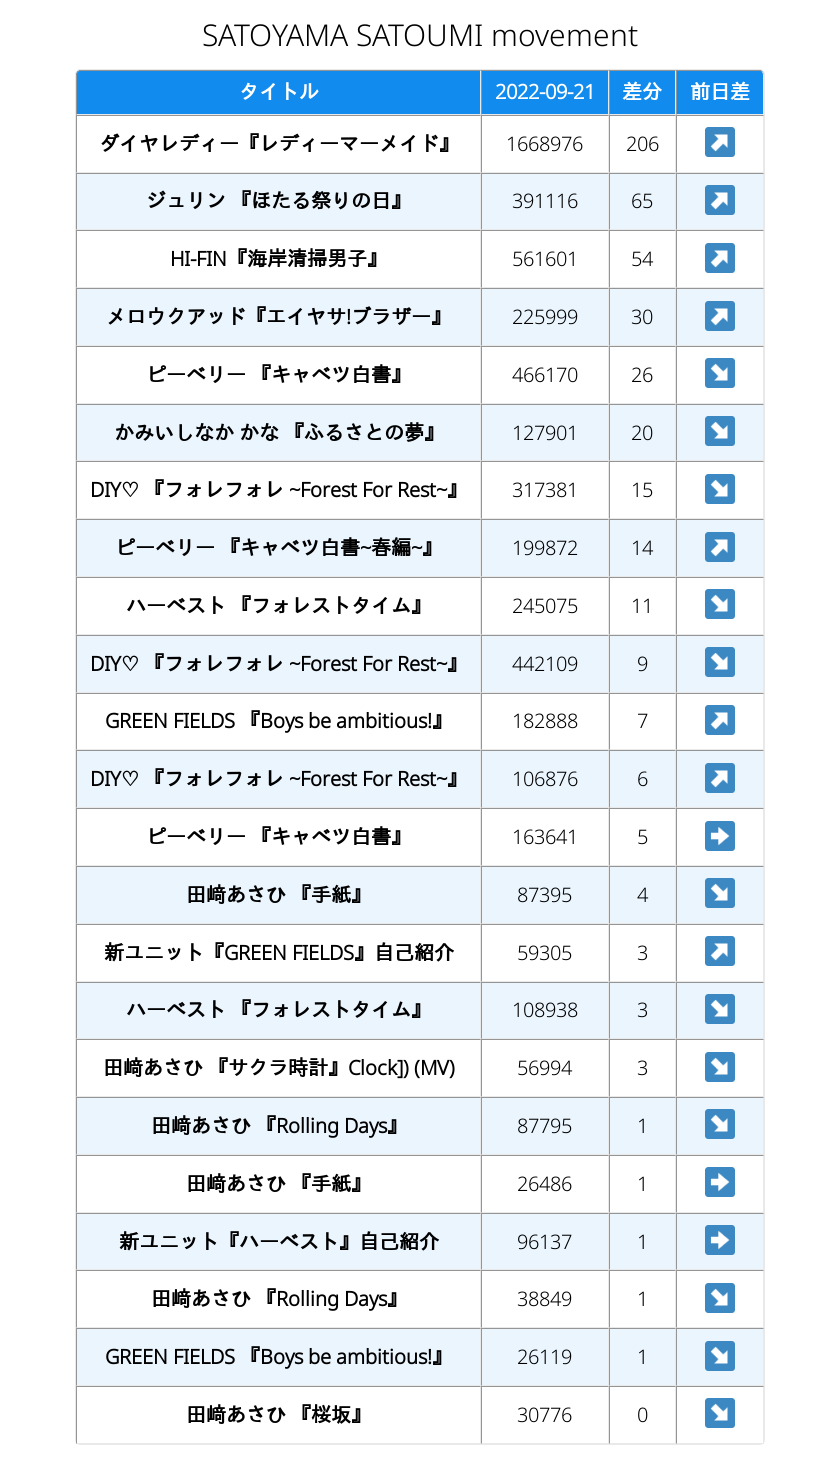 SATOYAMA SATOUMI movement
タイトル 2022-09-21 差分 前日差
ダイヤレディー『レディーマーメイド』 1668976 206 ↗
ジュリン 『ほたる祭りの日』 391116 65 ↗
HI-FIN『海岸清掃男子』 561601 54 ↗
メロウクアッド『エイヤサ!ブラザー』 225999 30 ↗
ピーベリー 『キャベツ白書』 466170 26 ↘
かみいしなか かな 『ふるさとの夢』 127901 20 ↘
DIY♡ 『フォレフォレ ~Forest For Rest~』 317381 15 ↘
ピーベリー 『キャベツ白書~春編~』 199872 14 ↗
ハーベスト 『フォレストタイム』 245075 11 ↘
DIY♡ 『フォレフォレ ~Forest For Rest~』 442109 9 ↘
GREEN FIELDS 『Boys be ambitious!』 182888 7 ↗
DIY♡ 『フォレフォレ ~Forest For Rest~』 106876 6 ↗
ピーベリー 『キャベツ白書』 163641 5 ➡
田﨑あさひ 『手紙』 87395 4 ↘
新ユニット『GREEN FIELDS』自己紹介 59305 3 ↗
ハーベスト 『フォレストタイム』 108938 3 ↘
田﨑あさひ 『サクラ時計』Clock]) (MV) 56994 3 ↘
田﨑あさひ 『Rolling Days』 87795 1 ↘
田﨑あさひ 『手紙』 26486 1 ➡
新ユニット『ハーベスト』自己紹介 96137 1 ➡
田﨑あさひ 『Rolling Days』 38849 1 ↘
GREEN FIELDS 『Boys be ambitious!』 26119 1 ↘
田﨑あさひ 『桜坂』 30776 0 ↘